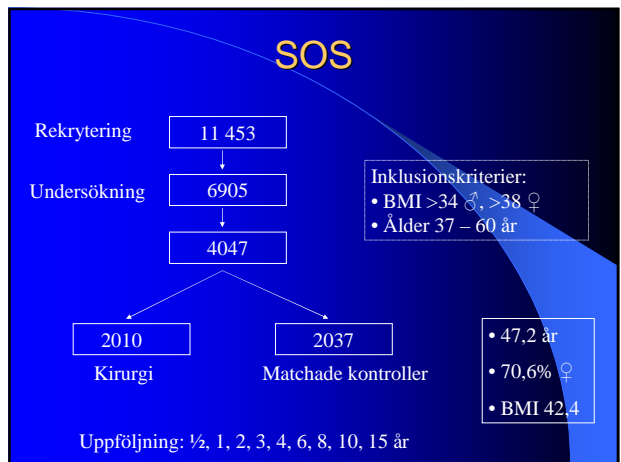 SOS
Rekrytering
11 453
Undersökning
6905
4047
Inklusionskriterier:
• BMI >34 ♂, >38 ♀
• Ålder 37 – 60 år
2010
2037
Kirurgi
Matchade kontroller
• 47,2 år
• 70,6% ♀
• BMI 42,4
Uppföljning: ½, 1, 2, 3, 4, 6, 8, 10, 15 år